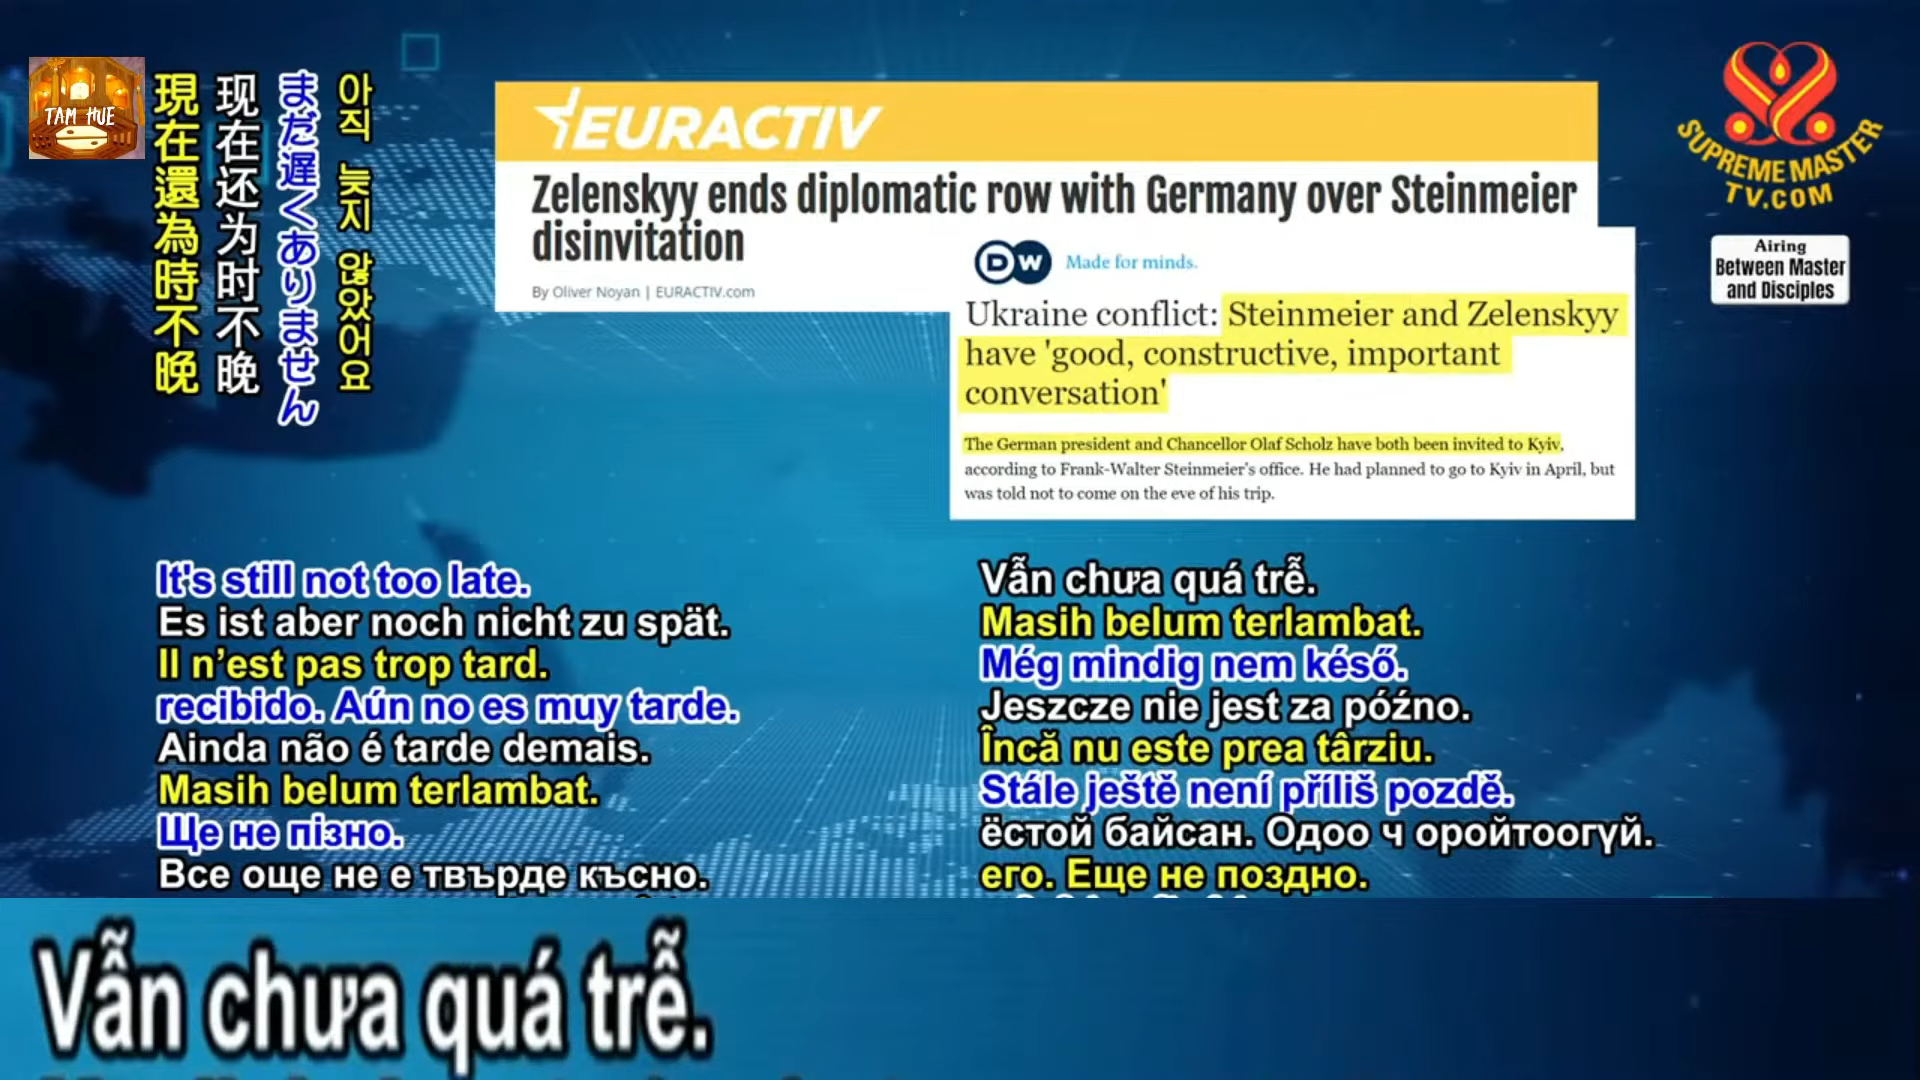 TAM HUE
現在還為時不晚
现在还为时不晚
まだ遅くありません
아직 늦지 않았어요
EURACTIV
Zelenskyy ends diplomatic row with Germany over Steinmeier
disinvitation
By Oliver Noyan | EURACTIV.com
DW Made for minds.
Ukraine conflict: Steinmeier and Zelenskyy
have 'good, constructive, important
conversation'
The German president and Chancellor Olaf Scholz have both been invited to Kyiv,
according to Frank-Walter Steinmeier's office. He had planned to go to Kyiv in April, but
was told not to come on the eve of his trip.
SUPREME MASTER
TV.COM
Airing
Between Master
and Disciples
It's still not too late.
Es ist aber noch nicht zu spät.
Il n’est pas trop tard.
recibido. Aún no es muy tarde.
Ainda não é tarde demais.
Masih belum terlambat.
Ще не пізно.
Все още не е твърде късно.
Vẫn chưa quá trễ.
Masih belum terlambat.
Még mindig nem késő.
Jeszcze nie jest za późno.
Încă nu este prea târziu.
Stále ještě není příliš pozdě.
ёстой байсан. Одоо ч оройтоогүй.
его. Еще не поздно.
Vẫn chưa quá trễ.